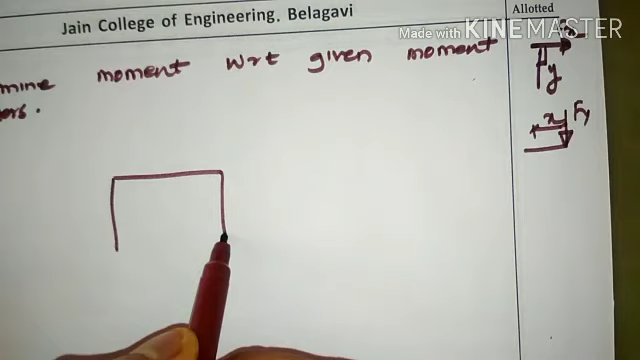 Jain College of Engineering, Belagavi
Allotted
Made with KINEMASTER
mine moment wrt given moment
ers.
y
x Fy